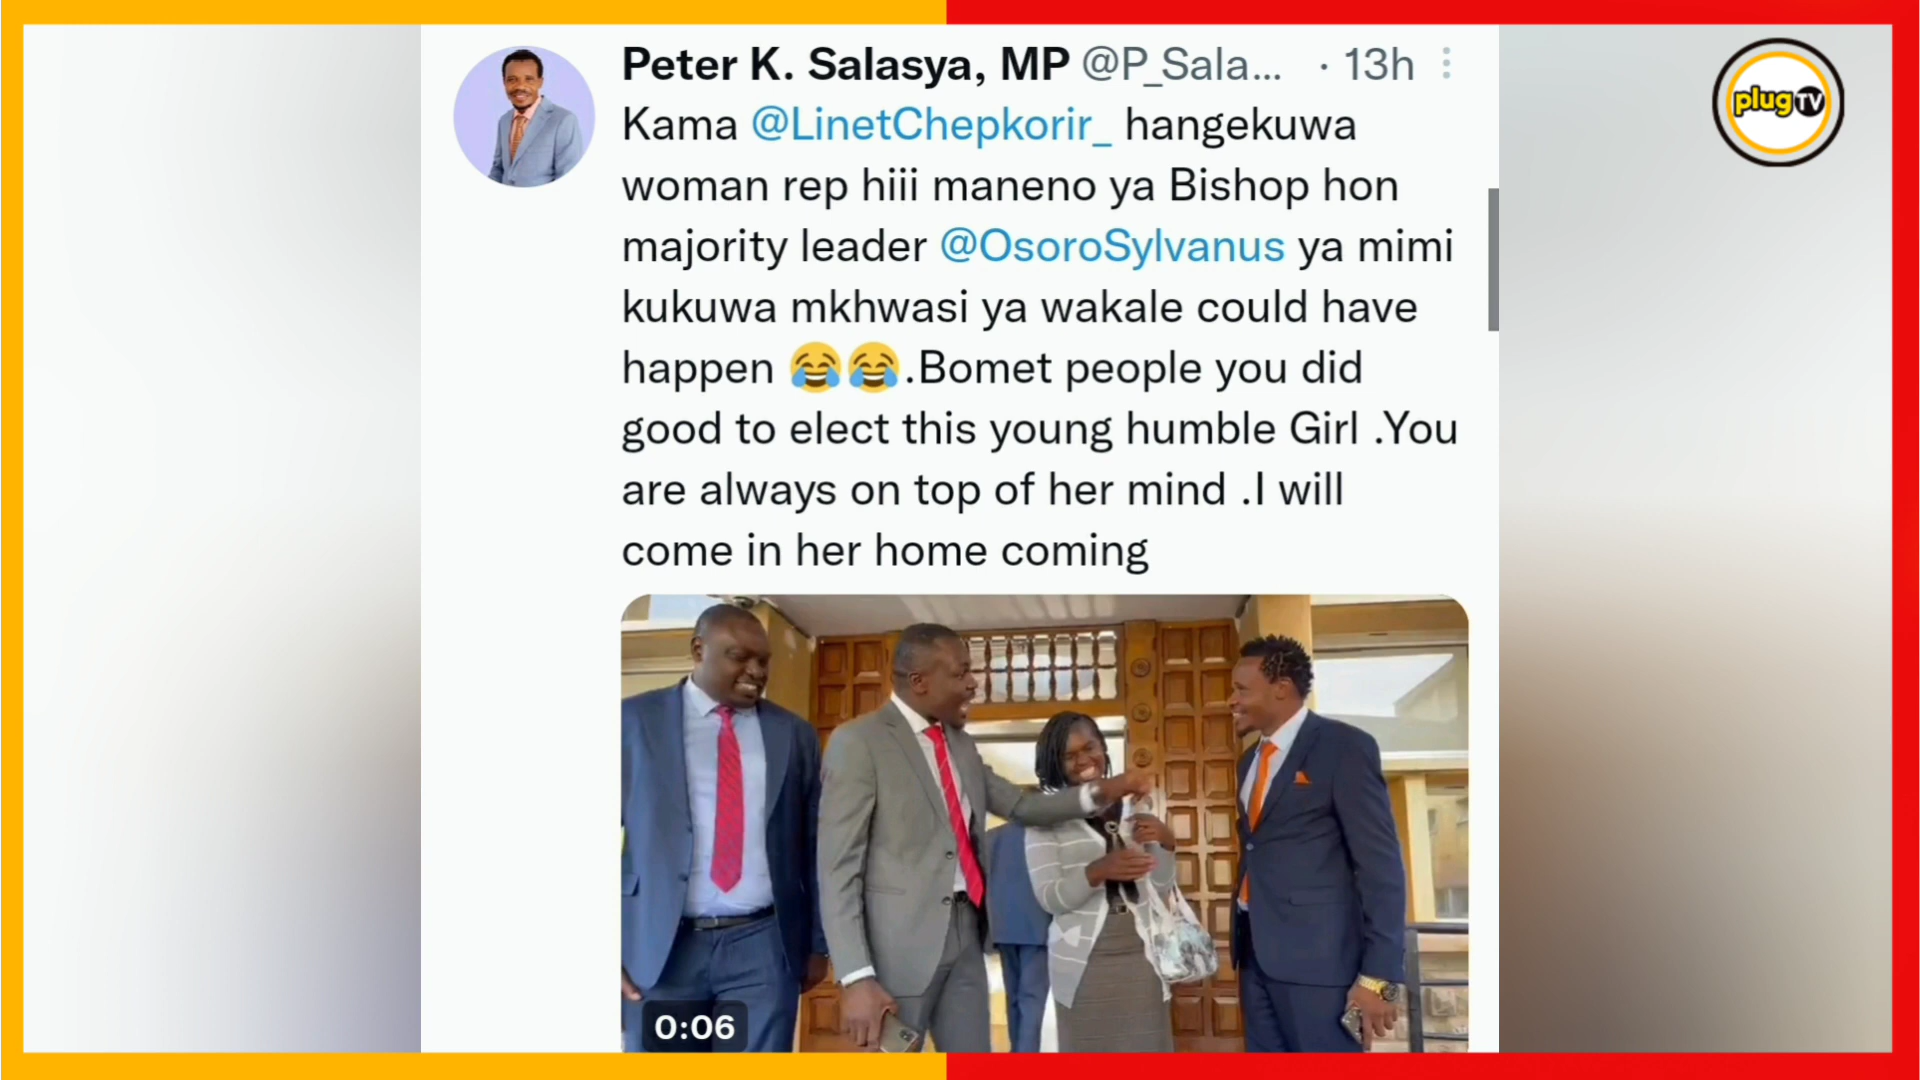 Peter K. Salasya, MP @P_Sala... · 13h
Kama @LinetChepkorir_ hangekuwa
woman rep hiii maneno ya Bishop hon
majority leader @OsoroSylvanus ya mimi
kukuwa mkhwasi ya wakale could have
happen 😂😂.Bomet people you did
good to elect this young humble Girl .You
are always on top of her mind .I will
come in her home coming
0:06
plugTV